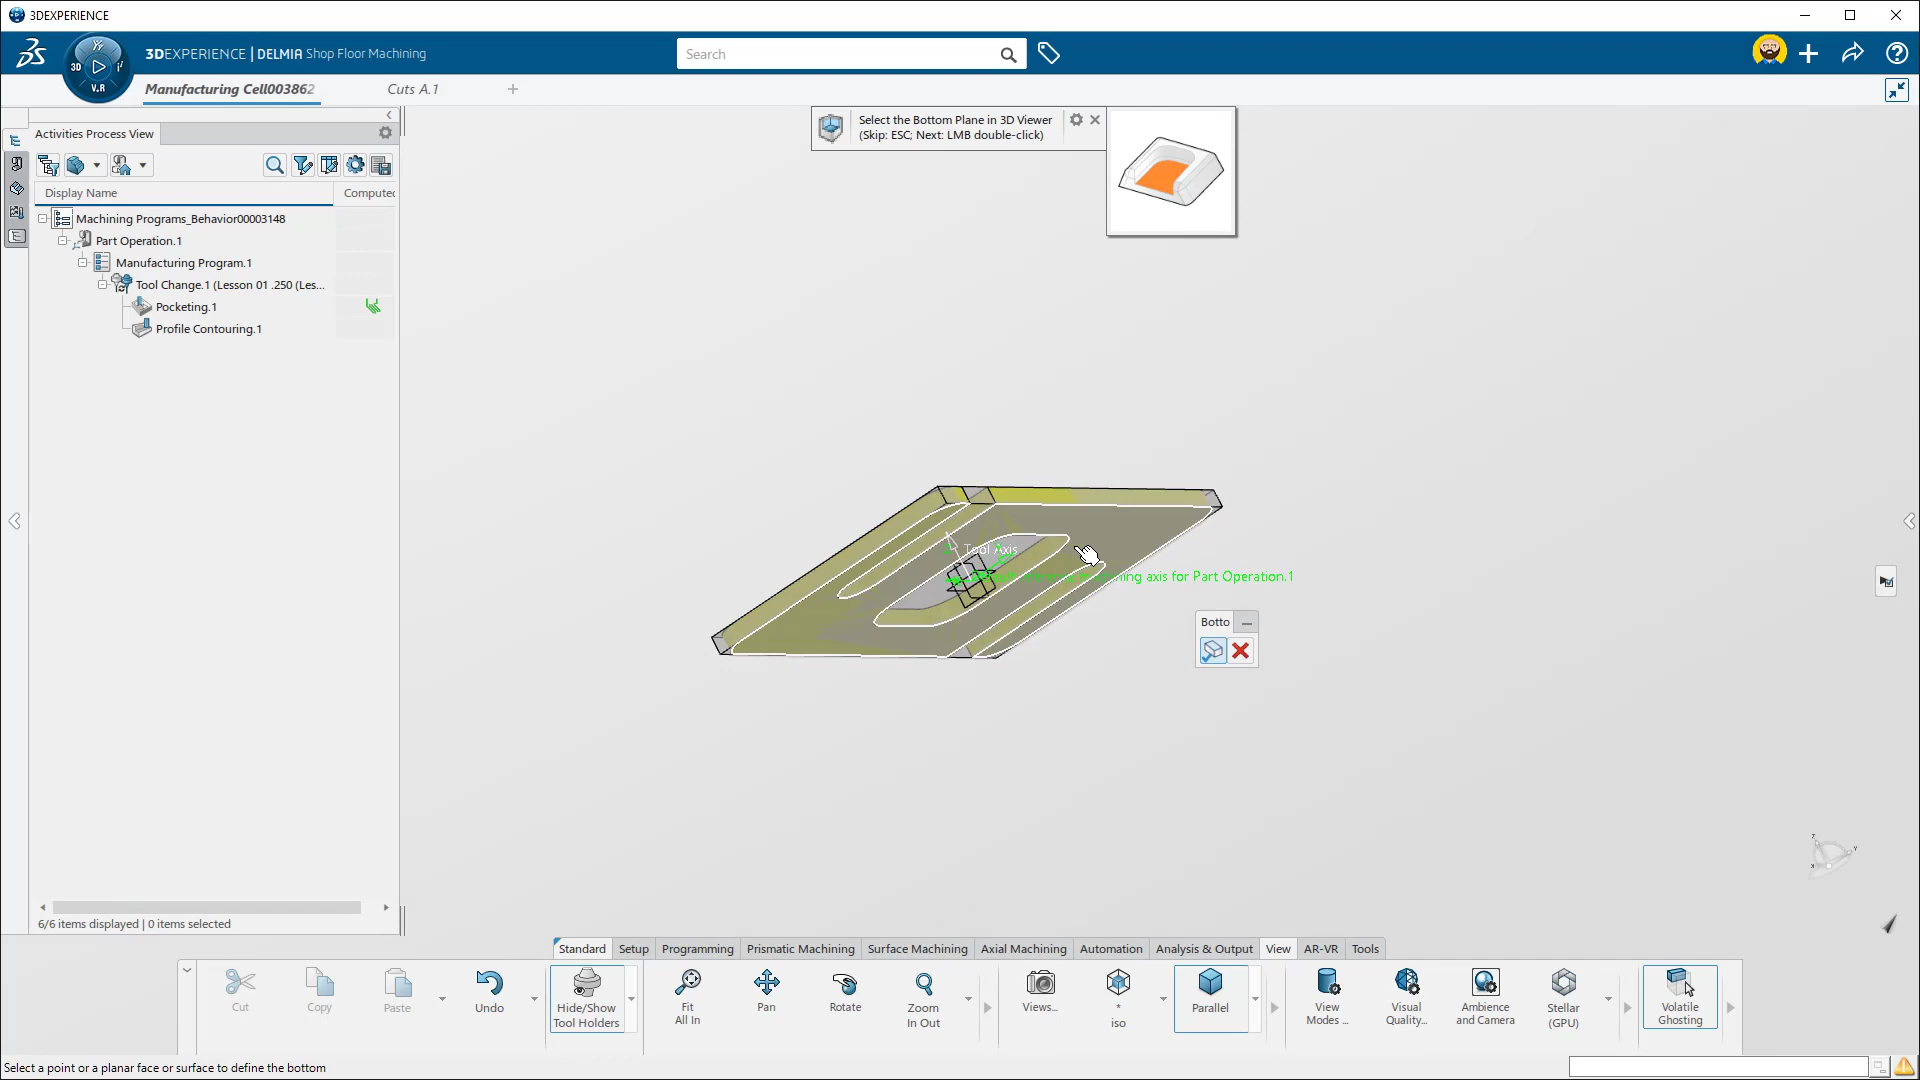 3DEXPERIENCE
3DEXPERIENCE | DELMIA Shop Floor Machining
Search
3D
V.R
Manufacturing Cell003862
Cuts A.1
Select the Bottom Plane in 3D Viewer
(Skip: ESC; Next: LMB double-click)
Activities Process View
Display Name
Computed
Machining Programs_Behavior00003148
Part Operation.1
Manufacturing Program.1
Tool Change.1 (Lesson 01 .250 (Les...
Pocketing.1
Profile Contouring.1
Tool Axis
machining axis for Part Operation.1
Botto
6/6 items displayed | 0 items selected
Standard
Setup
Programming
Prismatic Machining
Surface Machining
Axial Machining
Automation
Analysis & Output
View
AR-VR
Tools
Cut
Copy
Paste
Undo
Hide/Show
Tool Holders
Fit
All In
Pan
Rotate
Zoom
In Out
Views...
*
iso
Parallel
View
Modes ...
Visual
Quality...
Ambience
and Camera
Stellar
(GPU)
Volatile
Ghosting
Select a point or a planar face or surface to define the bottom